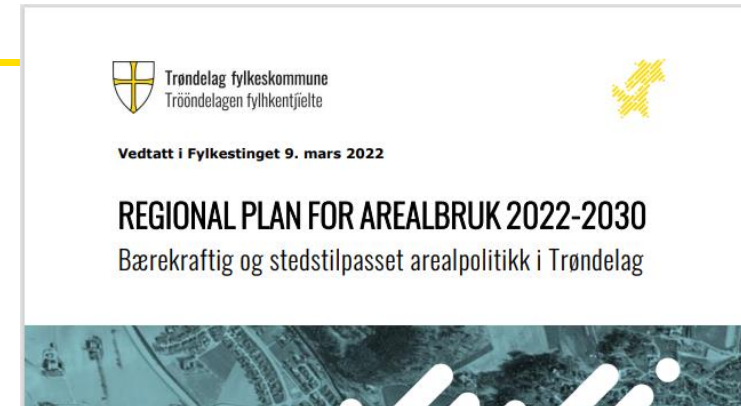 Trøndelag fylkeskommune
Trööndelagen fylhkentjïelte
Vedtatt i Fylkestinget 9. mars 2022
REGIONAL PLAN FOR AREALBRUK 2022-2030
Bærekraftig og stedstilpasset arealpolitikk i Trøndelag